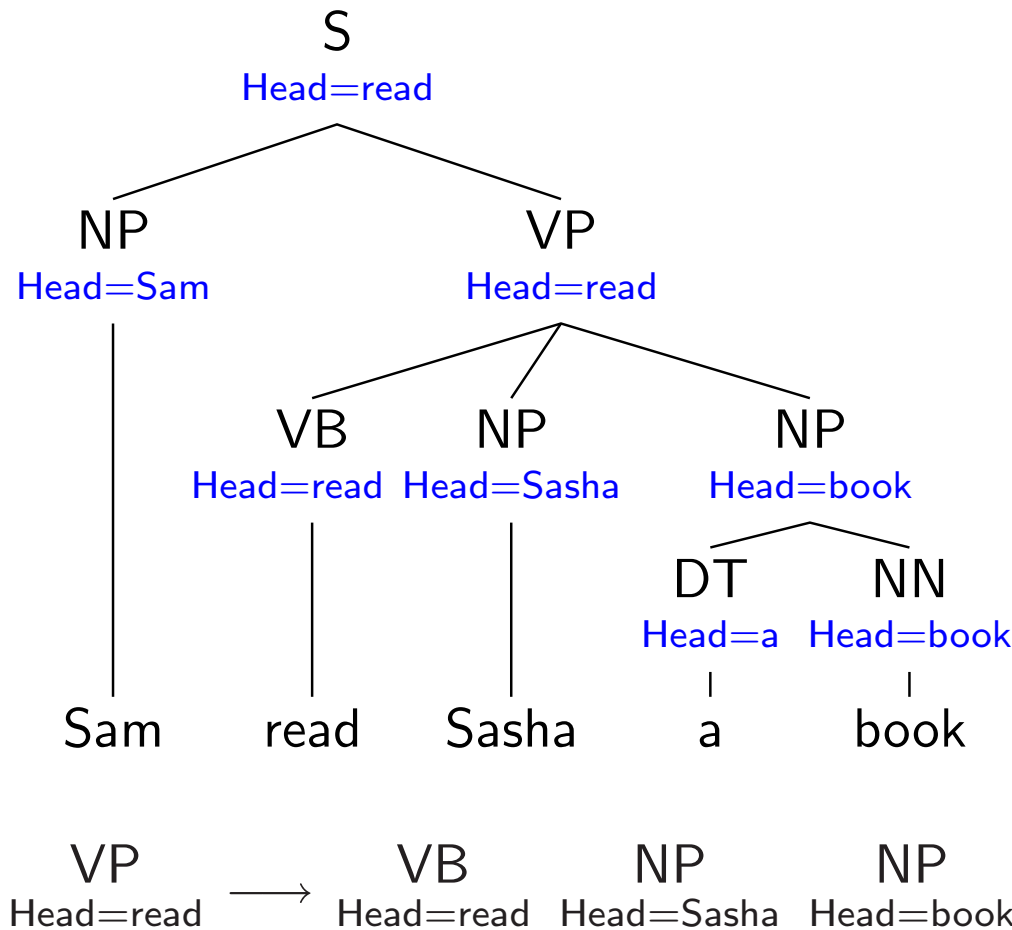 S
Head=read
NP VP
Head=Sam Head=read
VB NP NP
Head=read Head=Sasha Head=book
DT NN
Head=a Head=book
Sam read Sasha a book
VP VB NP NP
Head=read ⟶ Head=read Head=Sasha Head=book